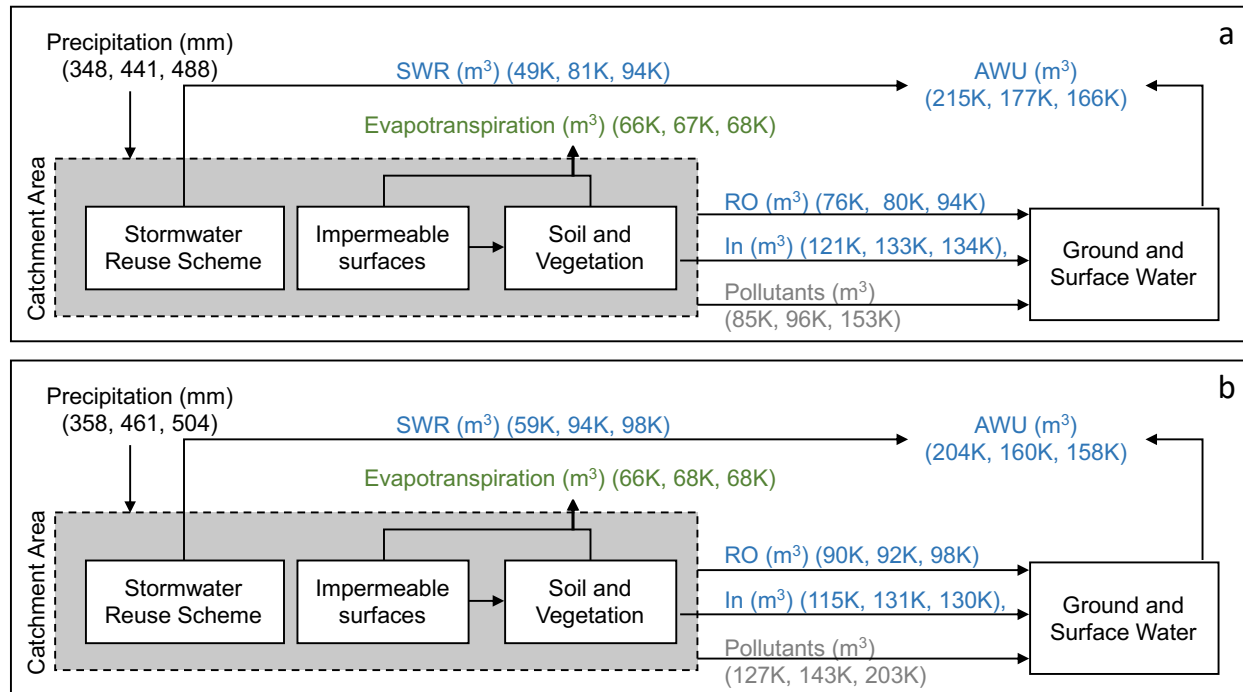 a
Precipitation (mm)
(348, 441, 488)
SWR (m³) (49K, 81K, 94K)
AWU (m³)
(215K, 177K, 166K)
Evapotranspiration (m³) (66K, 67K, 68K)
Catchment Area
Stormwater
Reuse Scheme
Impermeable
surfaces
Soil and
Vegetation
RO (m³) (76K, 80K, 94K)
In (m³) (121K, 133K, 134K),
Pollutants (m³)
(85K, 96K, 153K)
Ground and
Surface Water
b
Precipitation (mm)
(358, 461, 504)
SWR (m³) (59K, 94K, 98K)
AWU (m³)
(204K, 160K, 158K)
Evapotranspiration (m³) (66K, 68K, 68K)
Catchment Area
Stormwater
Reuse Scheme
Impermeable
surfaces
Soil and
Vegetation
RO (m³) (90K, 92K, 98K)
In (m³) (115K, 131K, 130K),
Pollutants (m³)
(127K, 143K, 203K)
Ground and
Surface Water